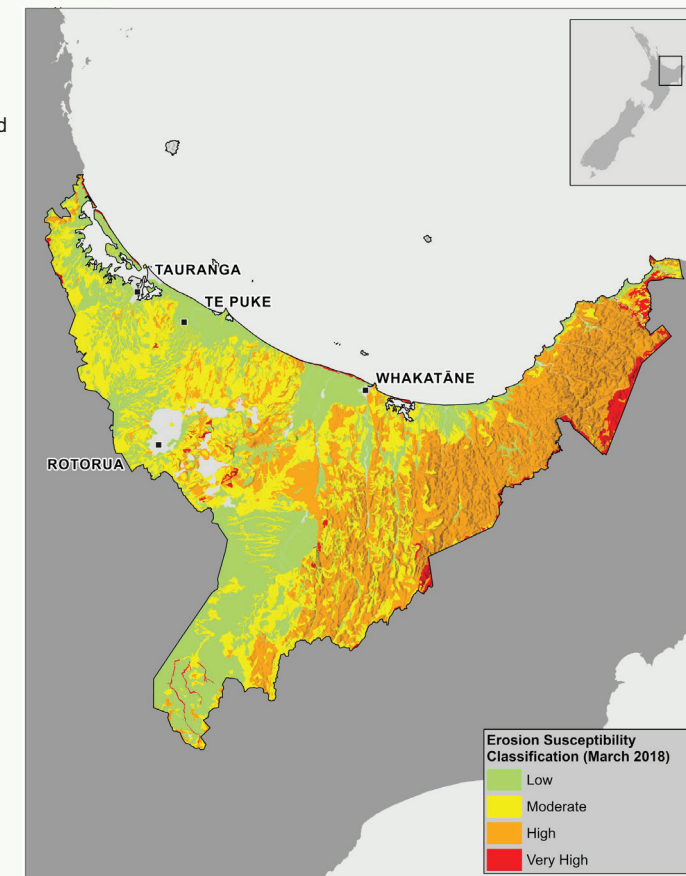 d
TAURANGA
TE PUKE
WHAKATĀNE
ROTORUA
Erosion Susceptibility
Classification (March 2018)
Low
Moderate
High
Very High